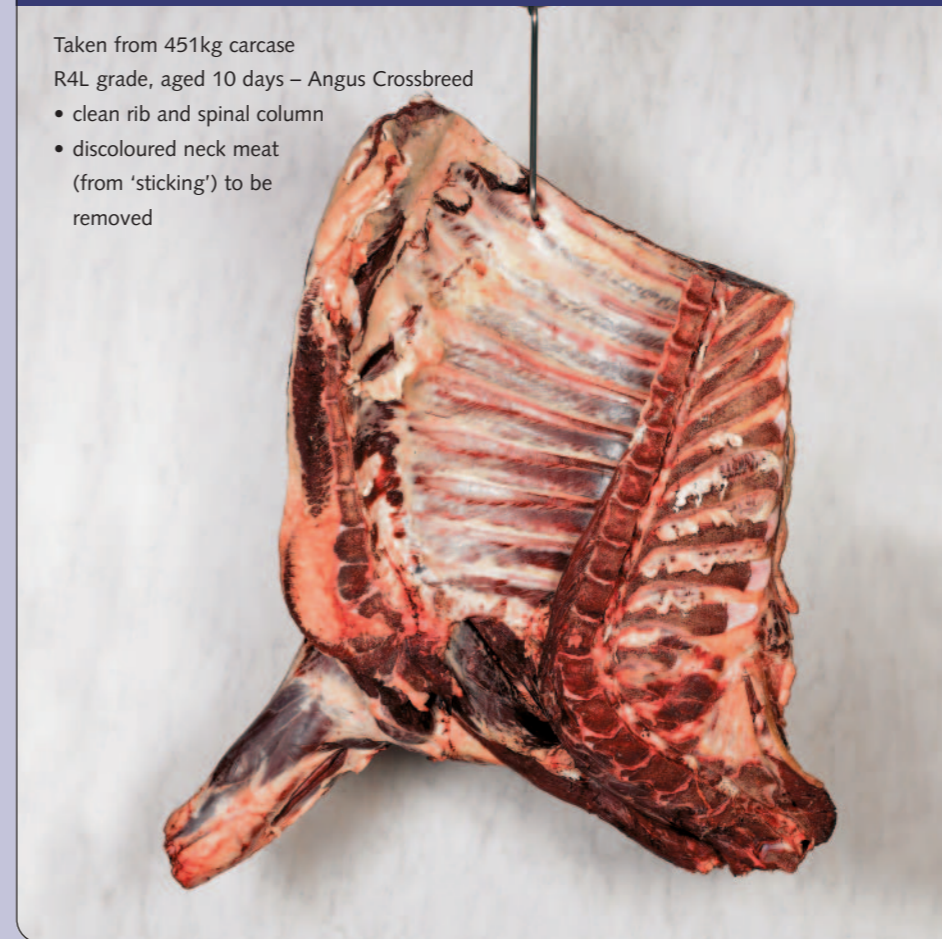 Taken from 451kg carcase
R4L grade, aged 10 days – Angus Crossbreed
• clean rib and spinal column
• discoloured neck meat
(from ‘sticking’) to be
removed